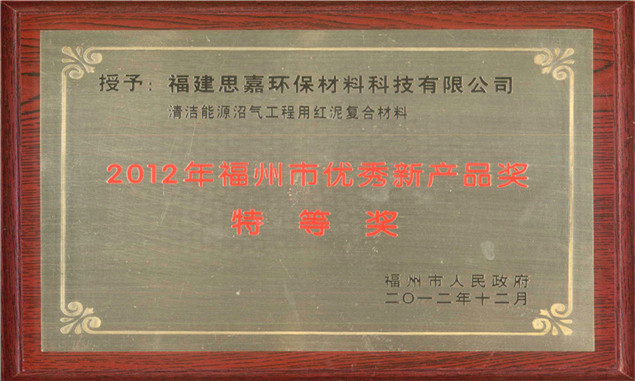 授予：福建思嘉环保材料科技有限公司
清洁能源沼气工程用红泥复合材料
2012年福州市优秀新产品奖
特等奖
福州市人民政府
二〇一二年十二月